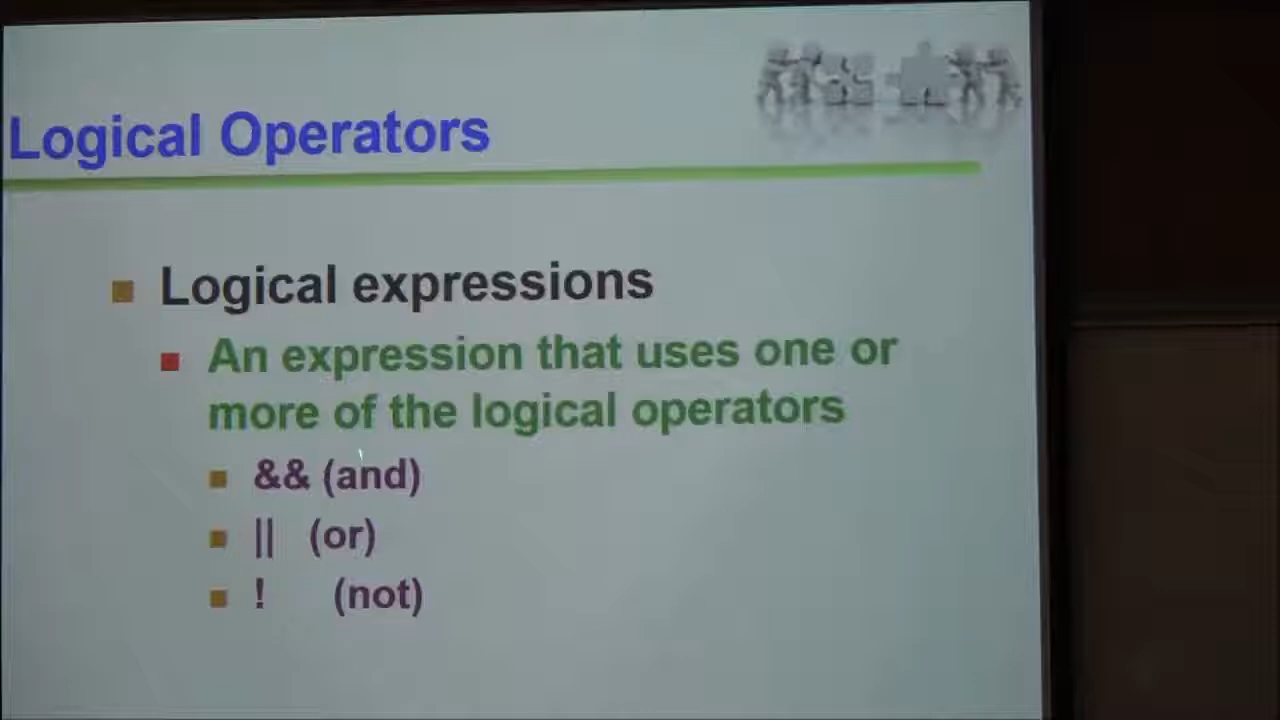 Logical Operators
Logical expressions
An expression that uses one or
more of the logical operators
&& (and)
|| (or)
! (not)